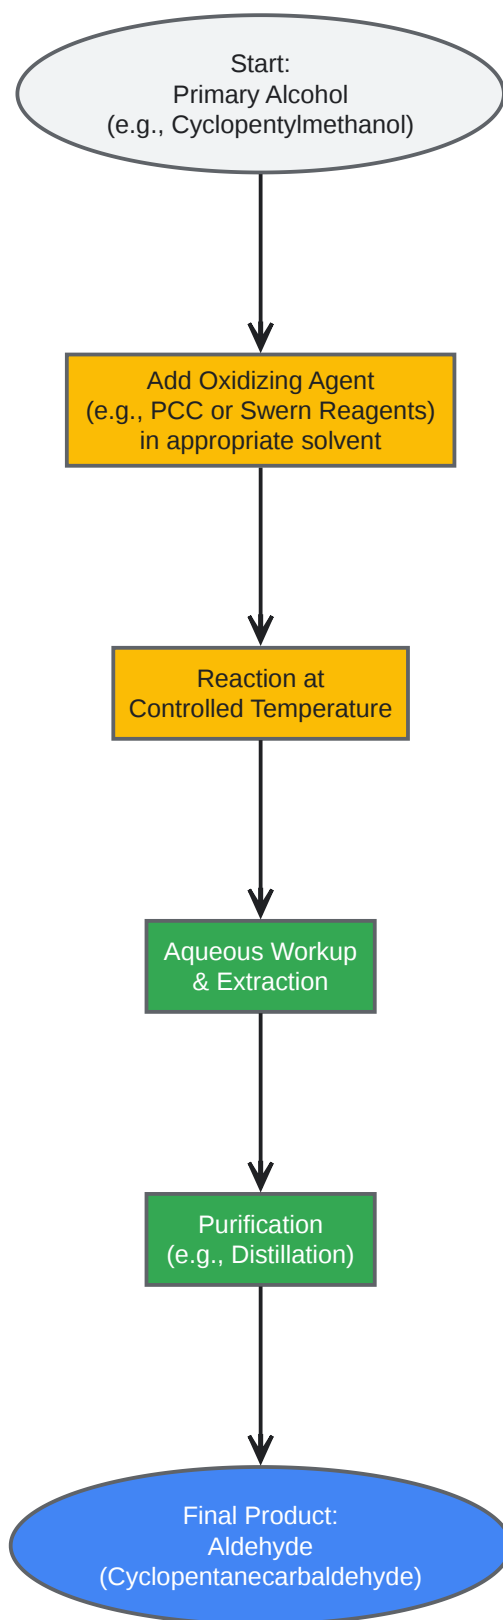 Start:
Primary Alcohol
(e.g., Cyclopentylmethanol)
Add Oxidizing Agent
(e.g., PCC or Swern Reagents)
in appropriate solvent
Reaction at
Controlled Temperature
Aqueous Workup
& Extraction
Purification
(e.g., Distillation)
Final Product:
Aldehyde
(Cyclopentanecarbaldehyde)